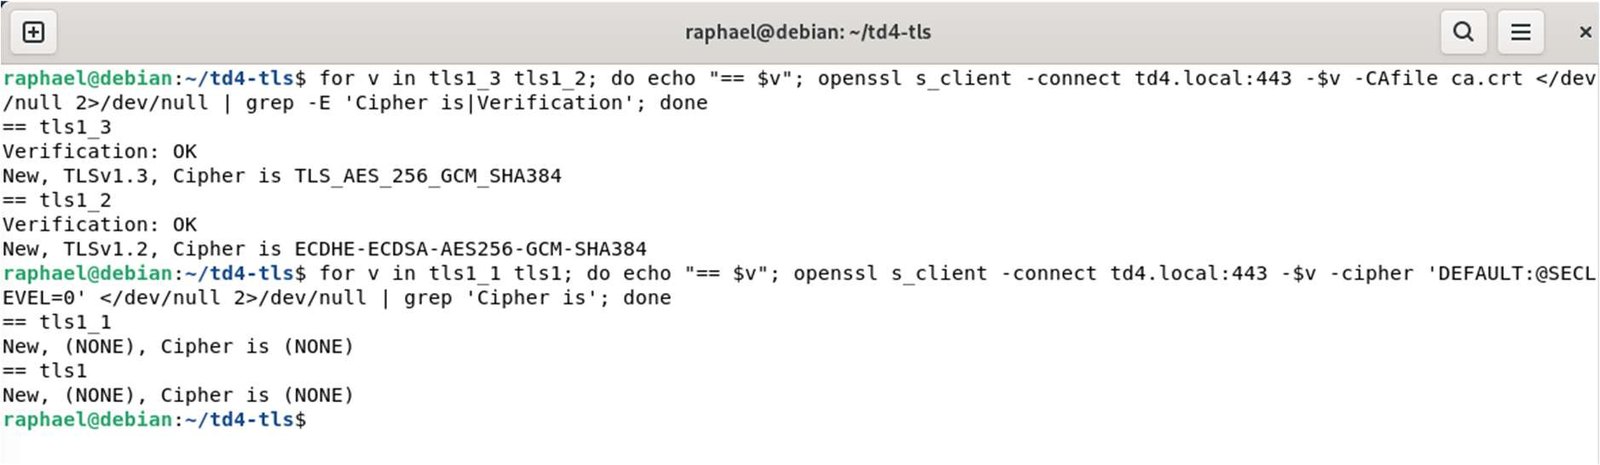 raphael@debian: ~/td4-tls
raphael@debian:~/td4-tls$ for v in tls1_3 tls1_2; do echo "== $v"; openssl s_client -connect td4.local:443 -$v -CAfile ca.crt </dev
/null 2>/dev/null | grep -E 'Cipher is|Verification'; done
== tls1_3
Verification: OK
New, TLSv1.3, Cipher is TLS_AES_256_GCM_SHA384
== tls1_2
Verification: OK
New, TLSv1.2, Cipher is ECDHE-ECDSA-AES256-GCM-SHA384
raphael@debian:~/td4-tls$ for v in tls1_1 tls1; do echo "== $v"; openssl s_client -connect td4.local:443 -$v -cipher 'DEFAULT:@SECL
EVEL=0' </dev/null 2>/dev/null | grep 'Cipher is'; done
== tls1_1
New, (NONE), Cipher is (NONE)
== tls1
New, (NONE), Cipher is (NONE)
raphael@debian:~/td4-tls$